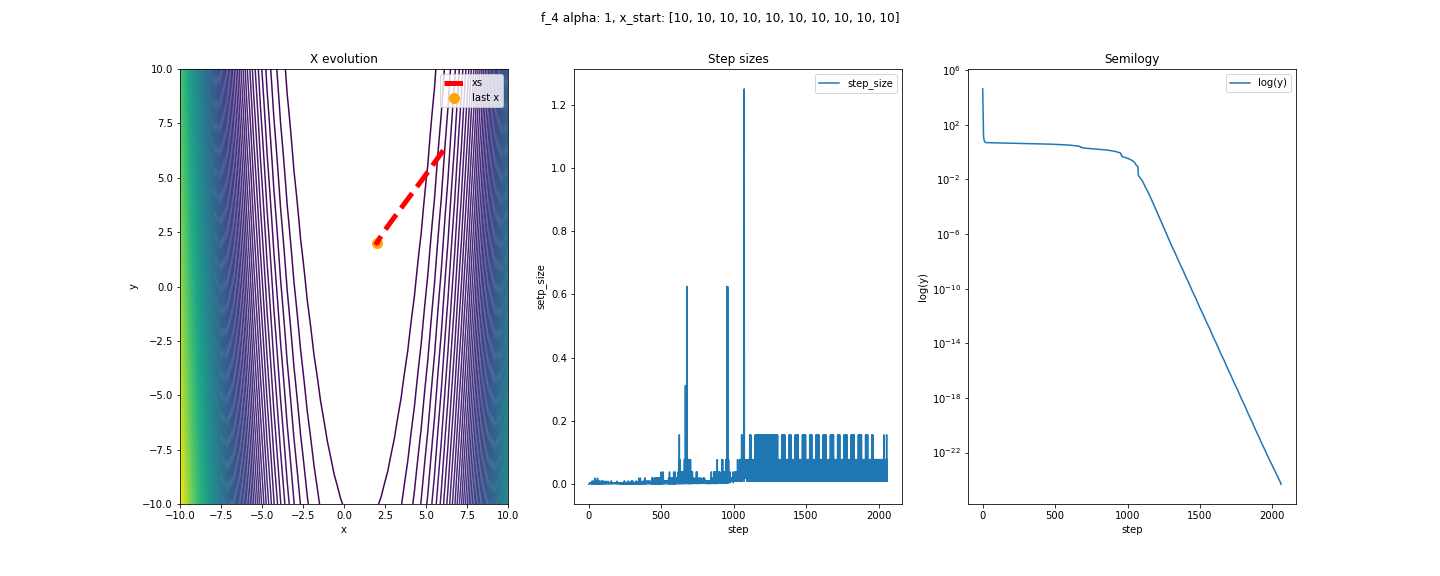 f_4 alpha: 1, x_start: [10, 10, 10, 10, 10, 10, 10, 10, 10, 10]
X evolution
xs
last x
10.0
7.5
5.0
2.5
0.0
−2.5
−5.0
−7.5
−10.0
y
−10.0 −7.5 −5.0 −2.5 0.0 2.5 5.0 7.5 10.0
x
Step sizes
step_size
1.2
1.0
0.8
0.6
0.4
0.2
0.0
setp_size
0 500 1000 1500 2000
step
Semilogy
log(y)
10^6
10^2
10^−2
10^−6
10^−10
10^−14
10^−18
10^−22
log(y)
0 500 1000 1500 2000
step